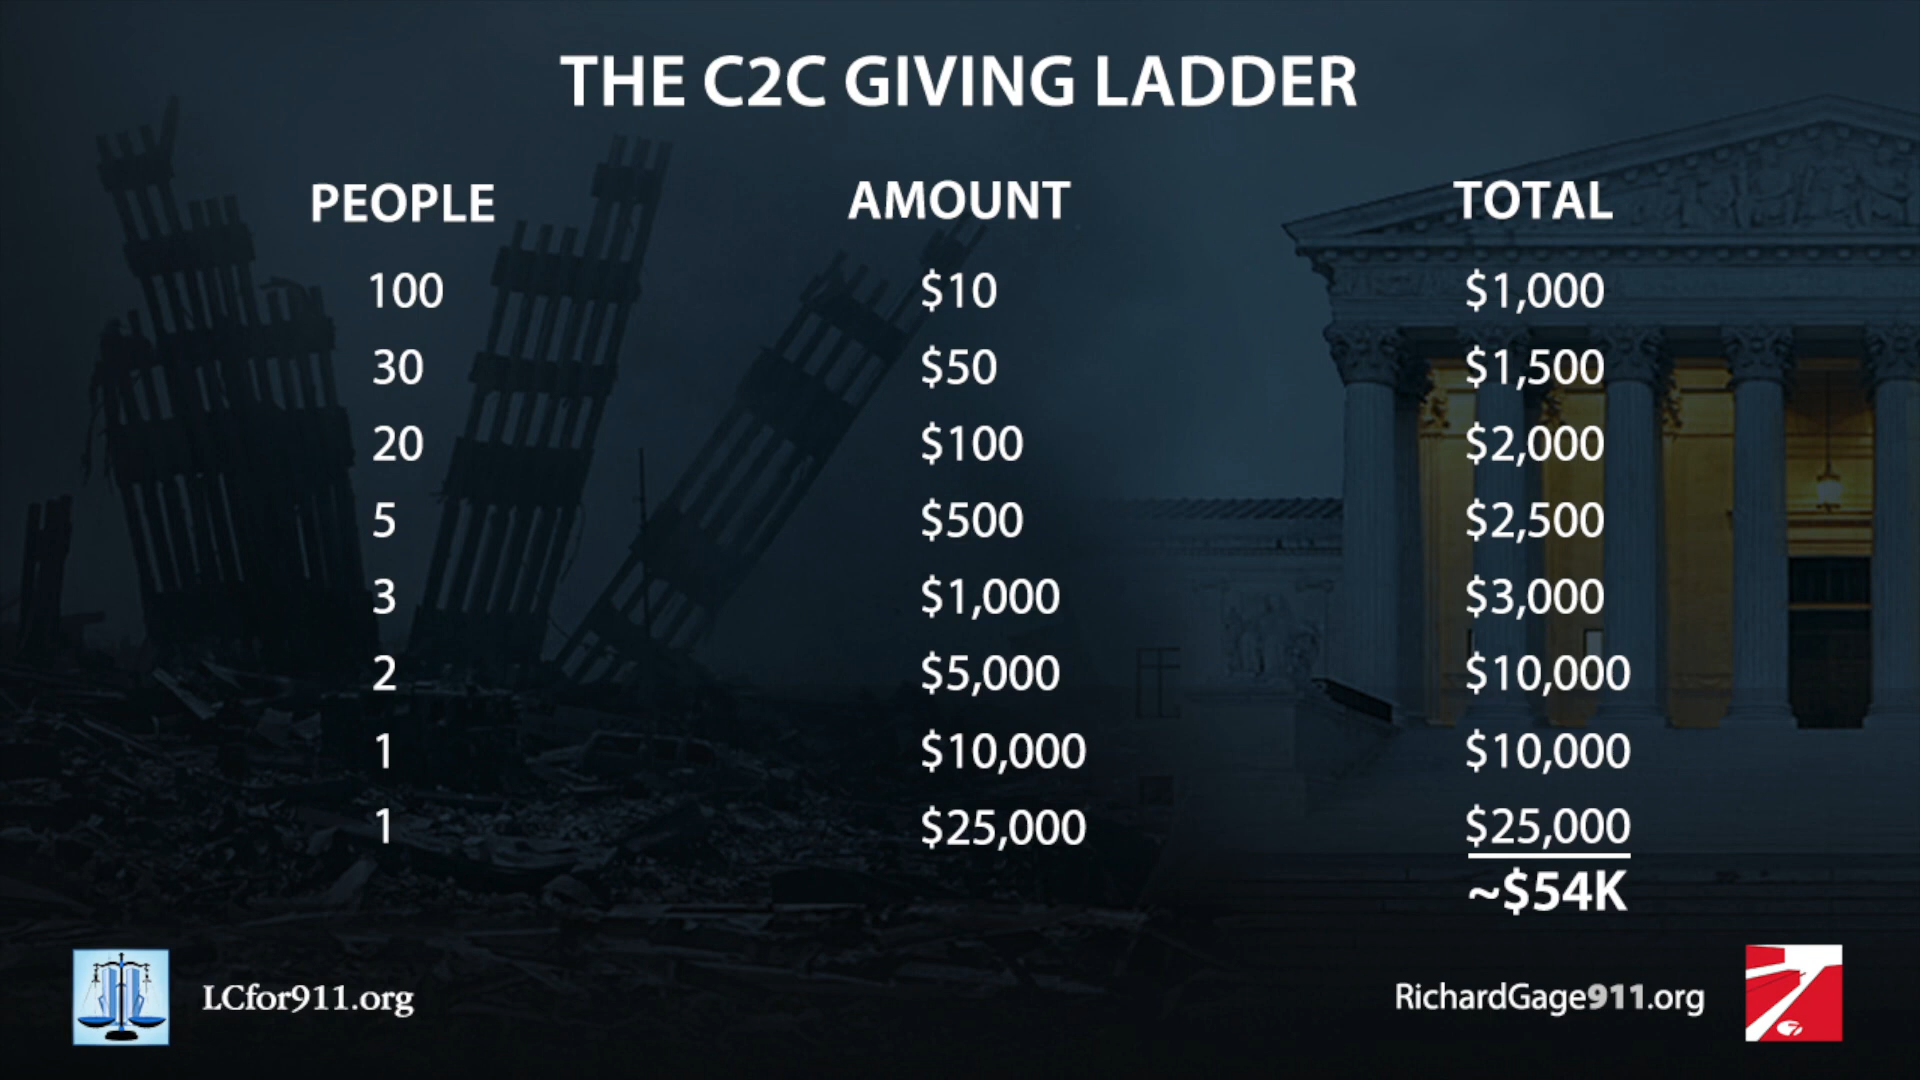 THE C2C GIVING LADDER
PEOPLE AMOUNT TOTAL
100 $10 $1,000
30 $50 $1,500
20 $100 $2,000
5 $500 $2,500
3 $1,000 $3,000
2 $5,000 $10,000
1 $10,000 $10,000
1 $25,000 $25,000
~$54K
LCfor911.org RichardGage911.org